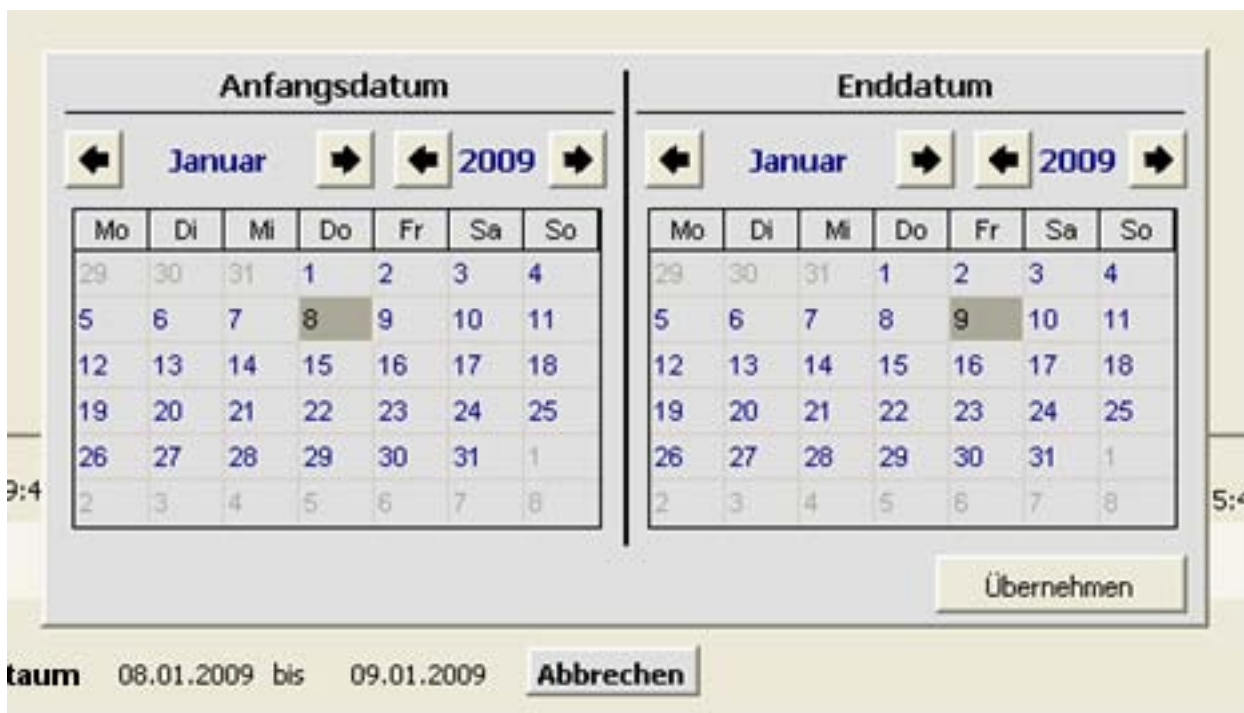 Anfangsdatum
Januar 2009
Mo Di Mi Do Fr Sa So
29 30 31 1 2 3 4
5 6 7 8 9 10 11
12 13 14 15 16 17 18
19 20 21 22 23 24 25
26 27 28 29 30 31 1
2 3 4 5 6 7 8
Enddatum
Januar 2009
Mo Di Mi Do Fr Sa So
29 30 31 1 2 3 4
5 6 7 8 9 10 11
12 13 14 15 16 17 18
19 20 21 22 23 24 25
26 27 28 29 30 31 1
2 3 4 5 6 7 8
Übernehmen
9:4
5:4
taum 08.01.2009 bis 09.01.2009 Abbrechen